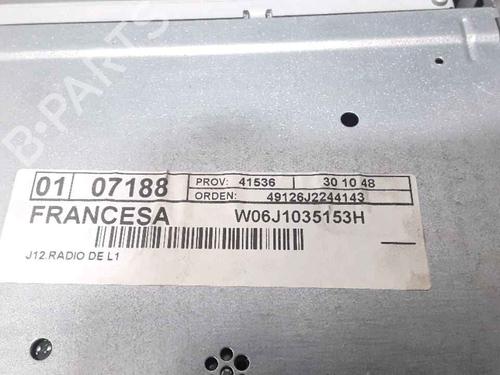 B-PARTS
01 07188 PROV: 41536 30 10 48
ORDEN: 49126J2244143
FRANCESA W06J1035153H
J12.RADIO DE L1